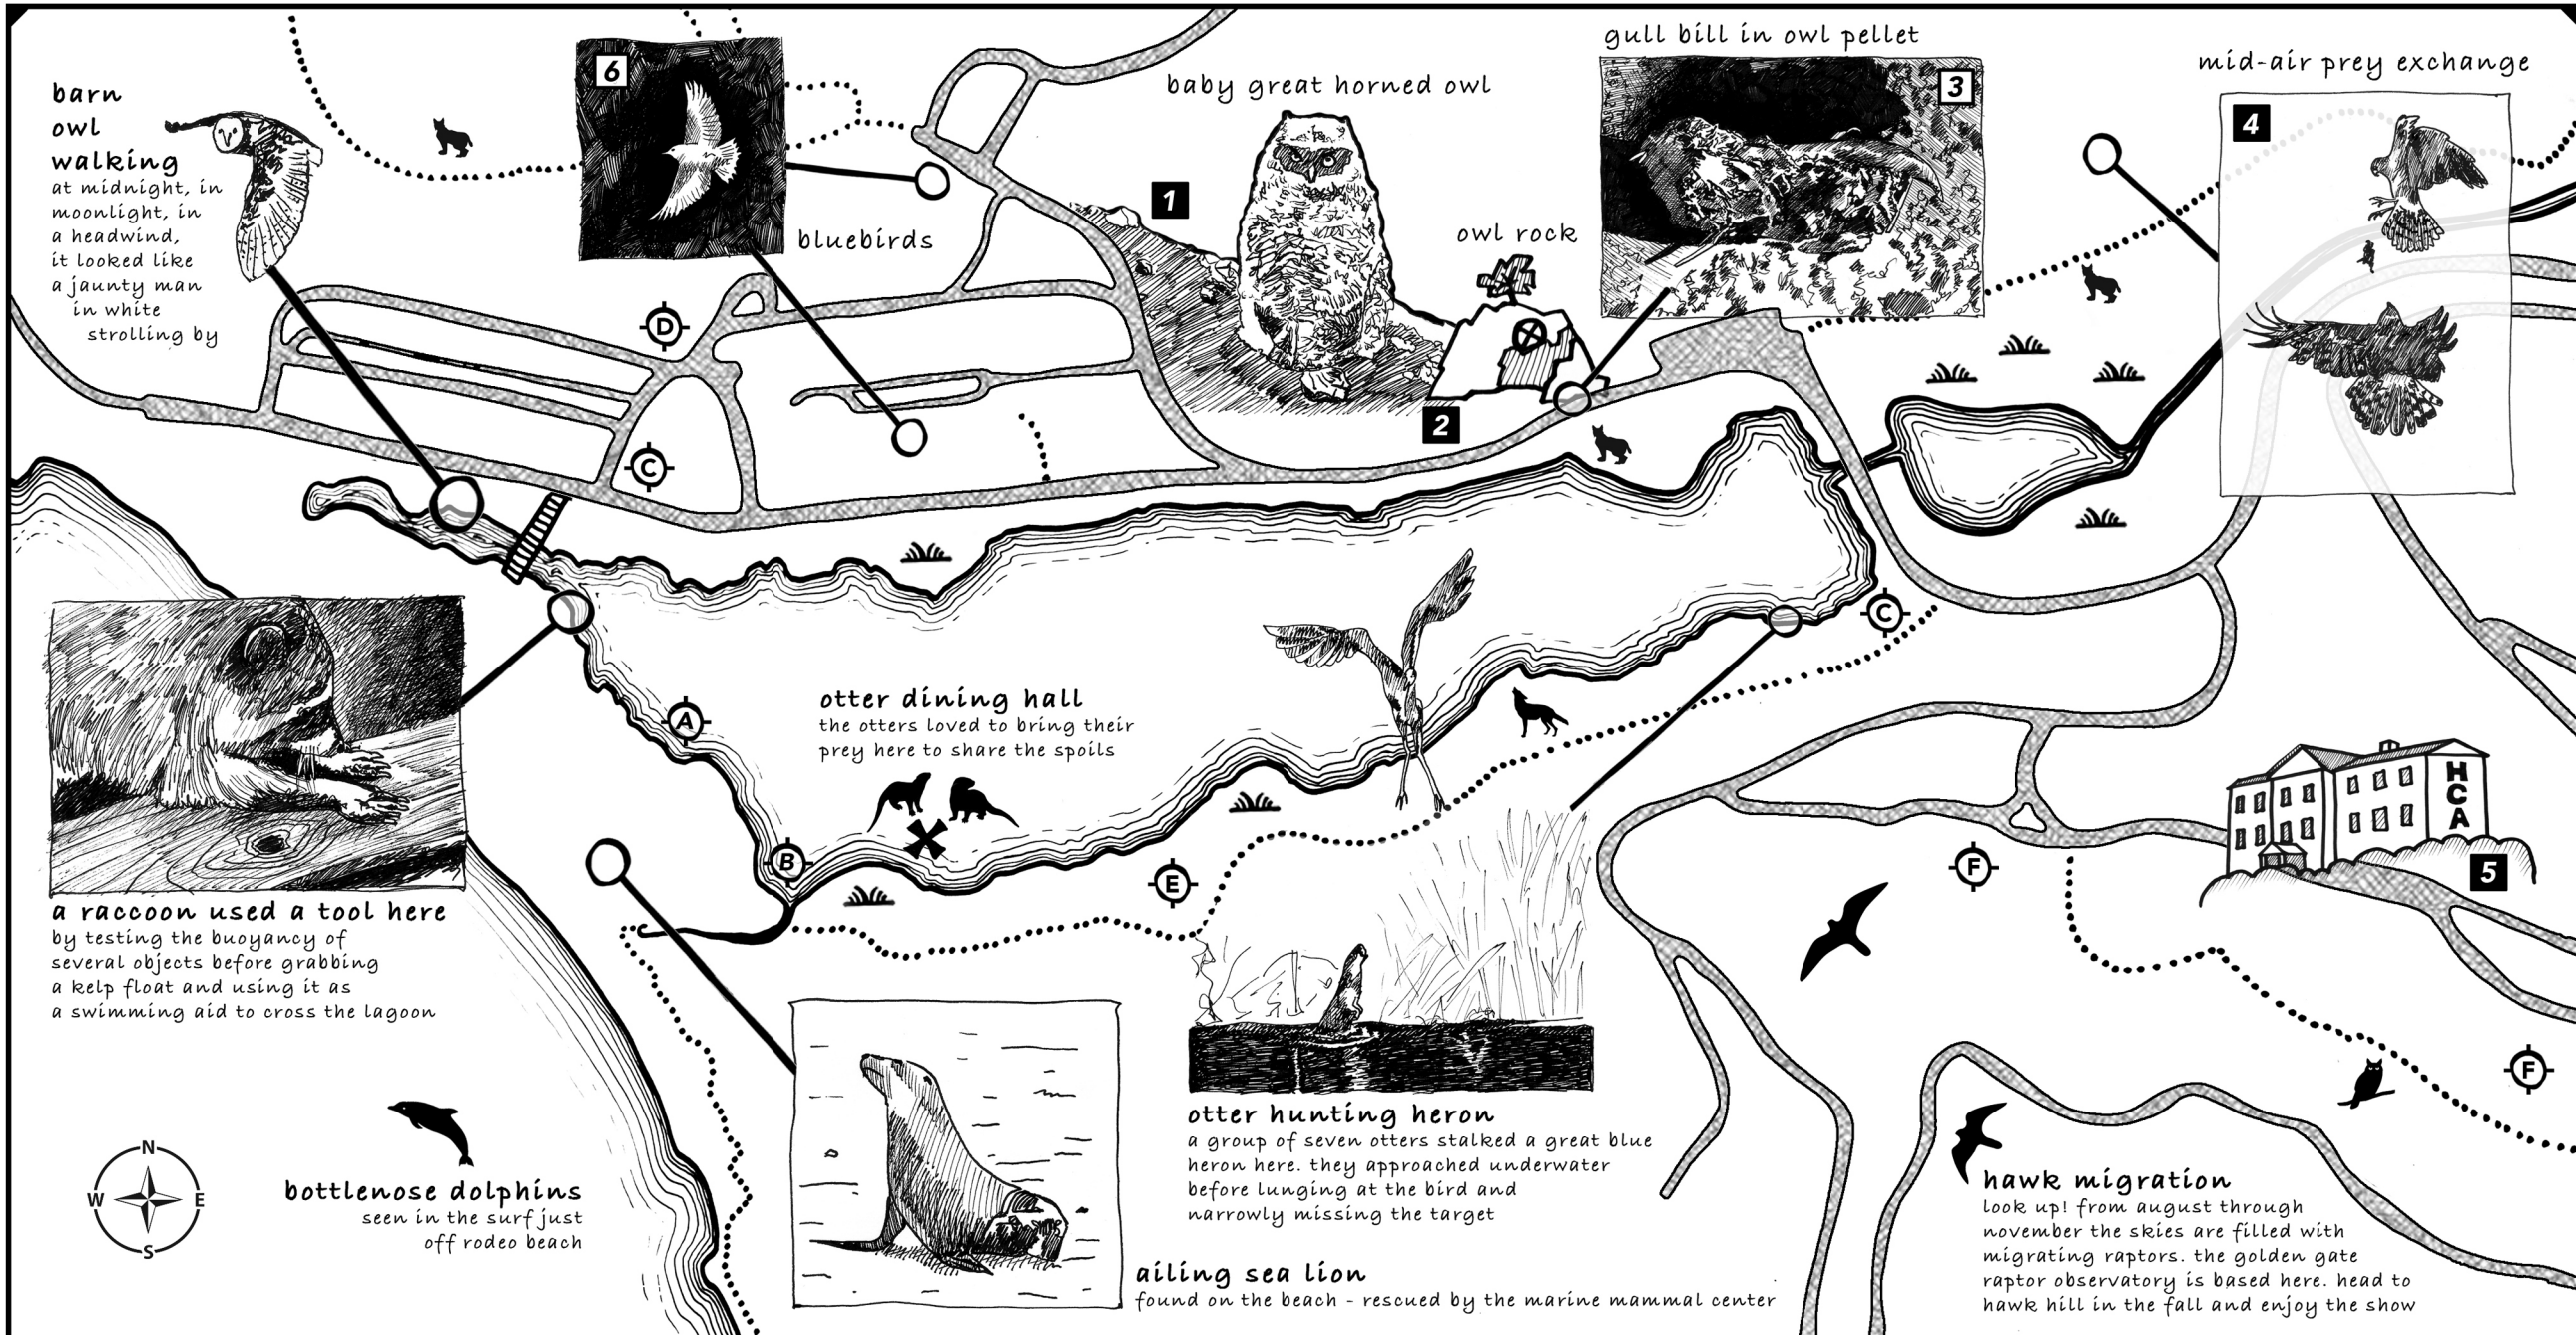 barn
owl
walking
at midnight, in
moonlight, in
a headwind,
it looked like
a jaunty man
in white
strolling by
6
bluebirds
baby great horned owl
1
owl rock
2
gull bill in owl pellet
3
mid-air prey exchange
4
D
C
A
B
C
E
F
F
otter dining hall
the otters loved to bring their
prey here to share the spoils
a raccoon used a tool here
by testing the buoyancy of
several objects before grabbing
a kelp float and using it as
a swimming aid to cross the lagoon
HCA
5
N
W
E
S
bottlenose dolphins
seen in the surf just
off rodeo beach
ailing sea lion
found on the beach - rescued by the marine mammal center
otter hunting heron
a group of seven otters stalked a great blue
heron here. they approached underwater
before lunging at the bird and
narrowly missing the target
hawk migration
look up! from august through
november the skies are filled with
migrating raptors. the golden gate
raptor observatory is based here. head to
hawk hill in the fall and enjoy the show